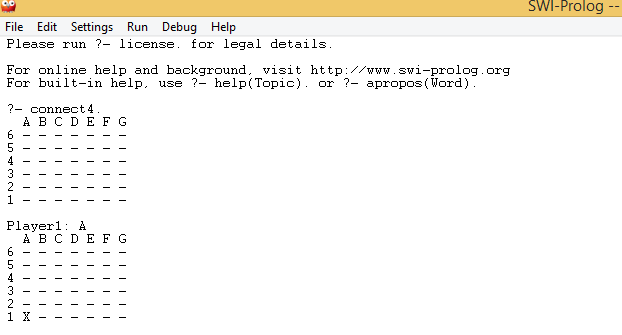 SWI-Prolog --
File Edit Settings Run Debug Help
Please run ?- license. for legal details.
For online help and background, visit http://www.swi-prolog.org
For built-in help, use ?- help(Topic). or ?- apropos(Word).
?- connect4.
A B C D E F G
6 - - - - - - -
5 - - - - - - -
4 - - - - - - -
3 - - - - - - -
2 - - - - - - -
1 - - - - - - -
Player1: A
A B C D E F G
6 - - - - - - -
5 - - - - - - -
4 - - - - - - -
3 - - - - - - -
2 - - - - - - -
1 X - - - - - -